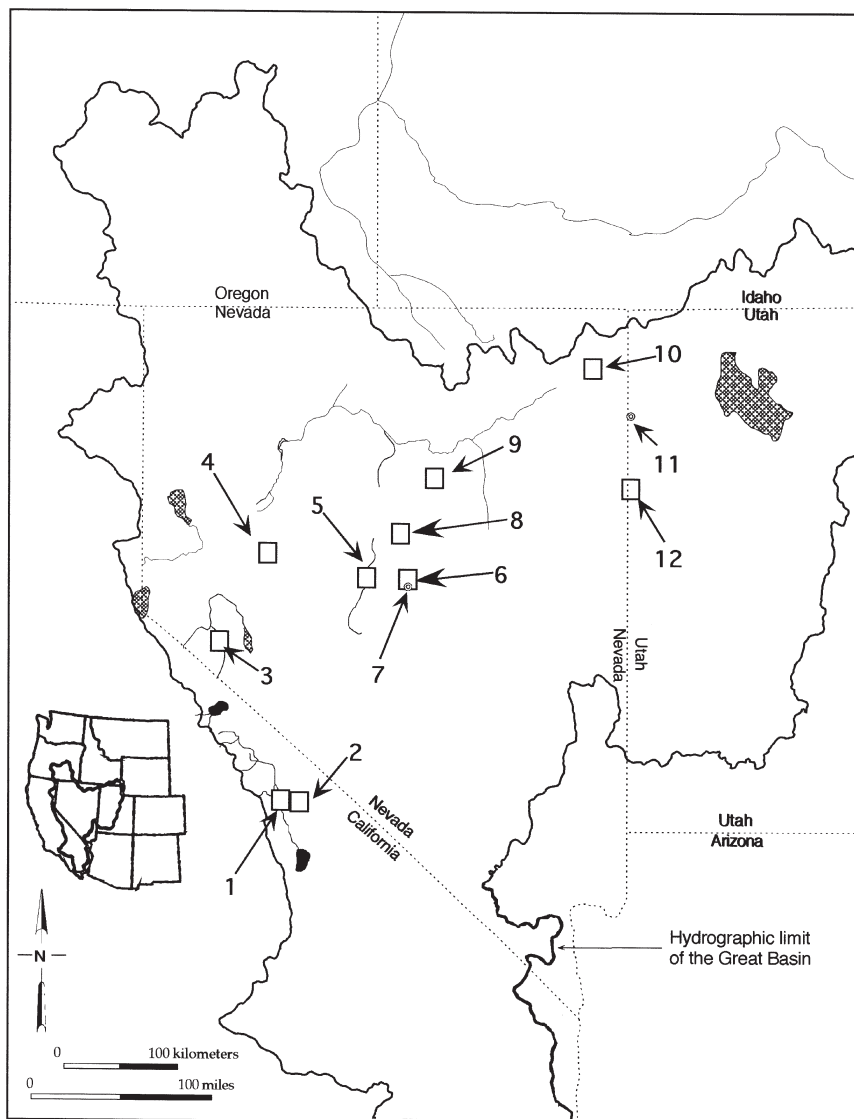 Oregon
Nevada
Idaho
Utah
10
11
9
4
8
5
12
6
7
3
Utah
Nevada
2
Nevada
California
1
Utah
Arizona
Hydrographic limit
of the Great Basin
N
0 100 kilometers
0 100 miles